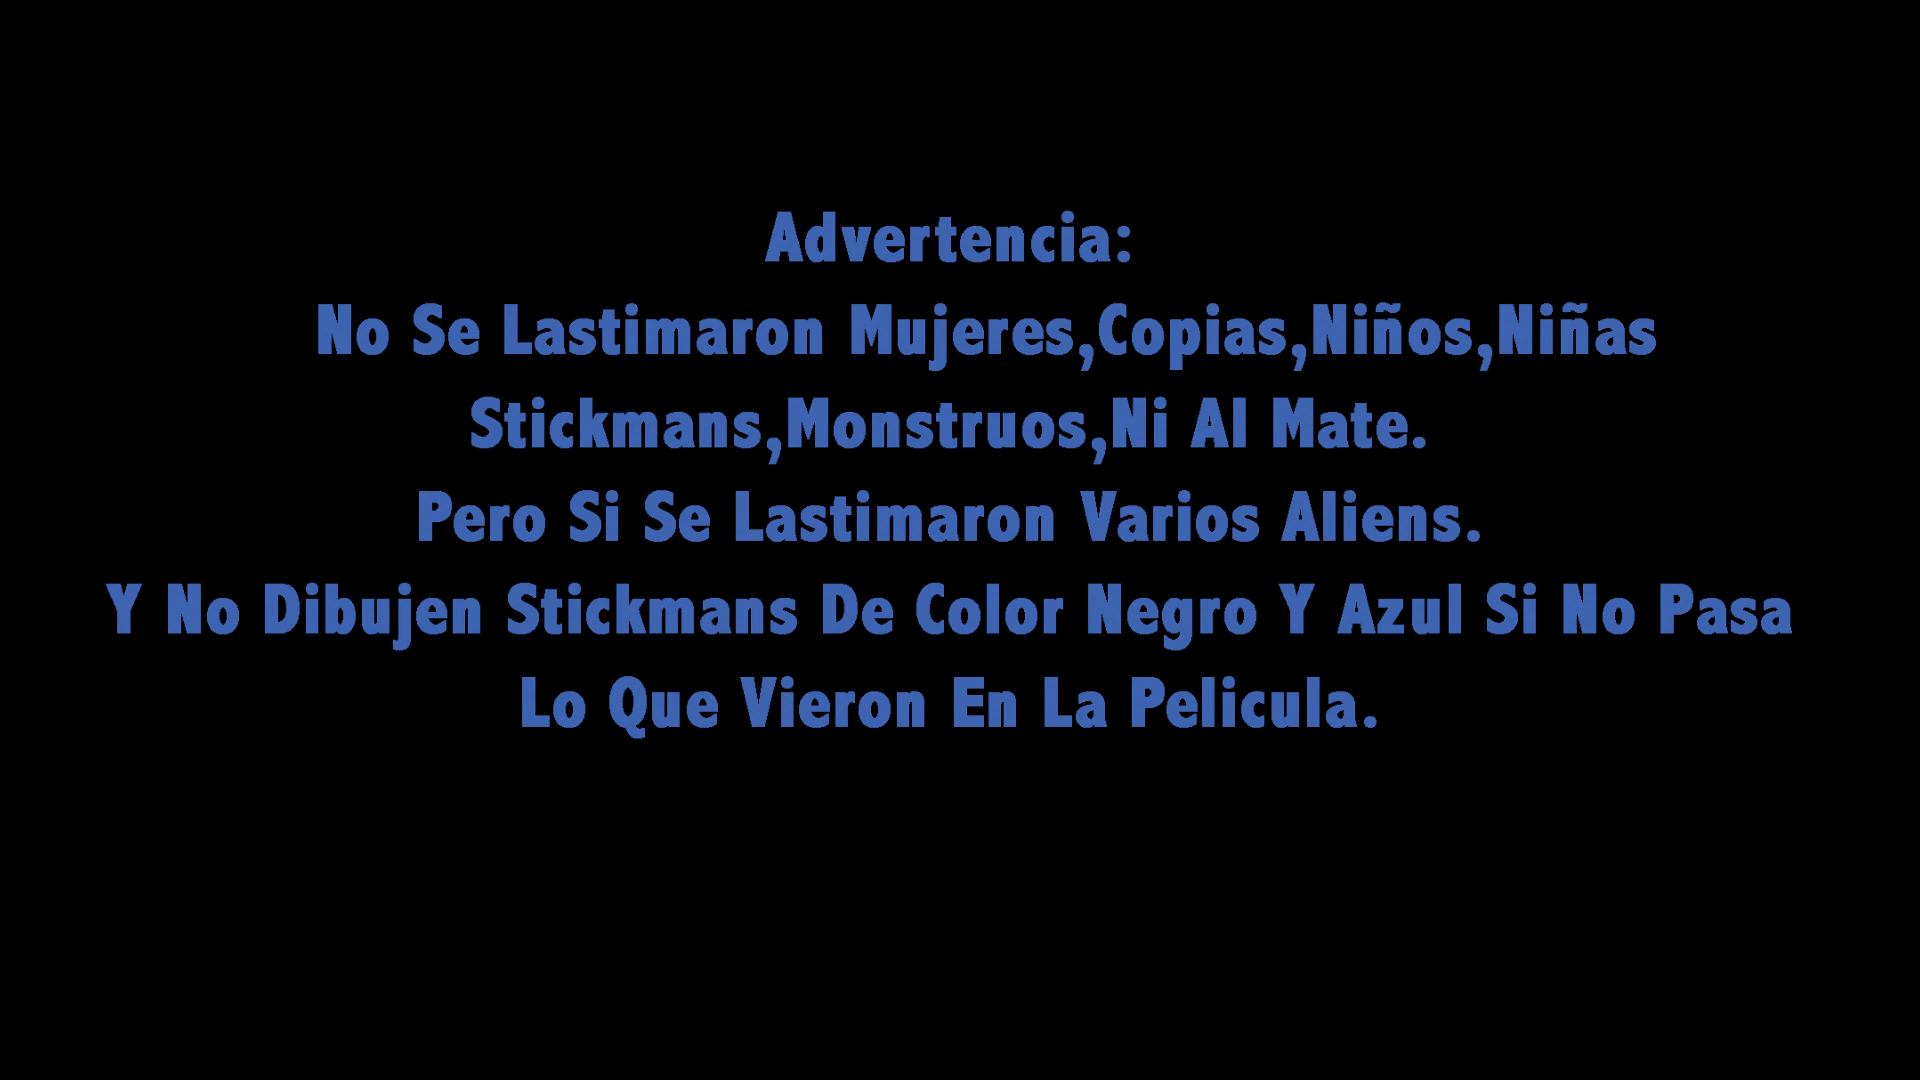 Advertencia:
No Se Lastimaron Mujeres,Copias,Niños,Niñas
Stickmans,Monstruos,Ni Al Mate.
Pero Si Se Lastimaron Varios Aliens.
Y No Dibujen Stickmans De Color Negro Y Azul Si No Pasa
Lo Que Vieron En La Pelicula.